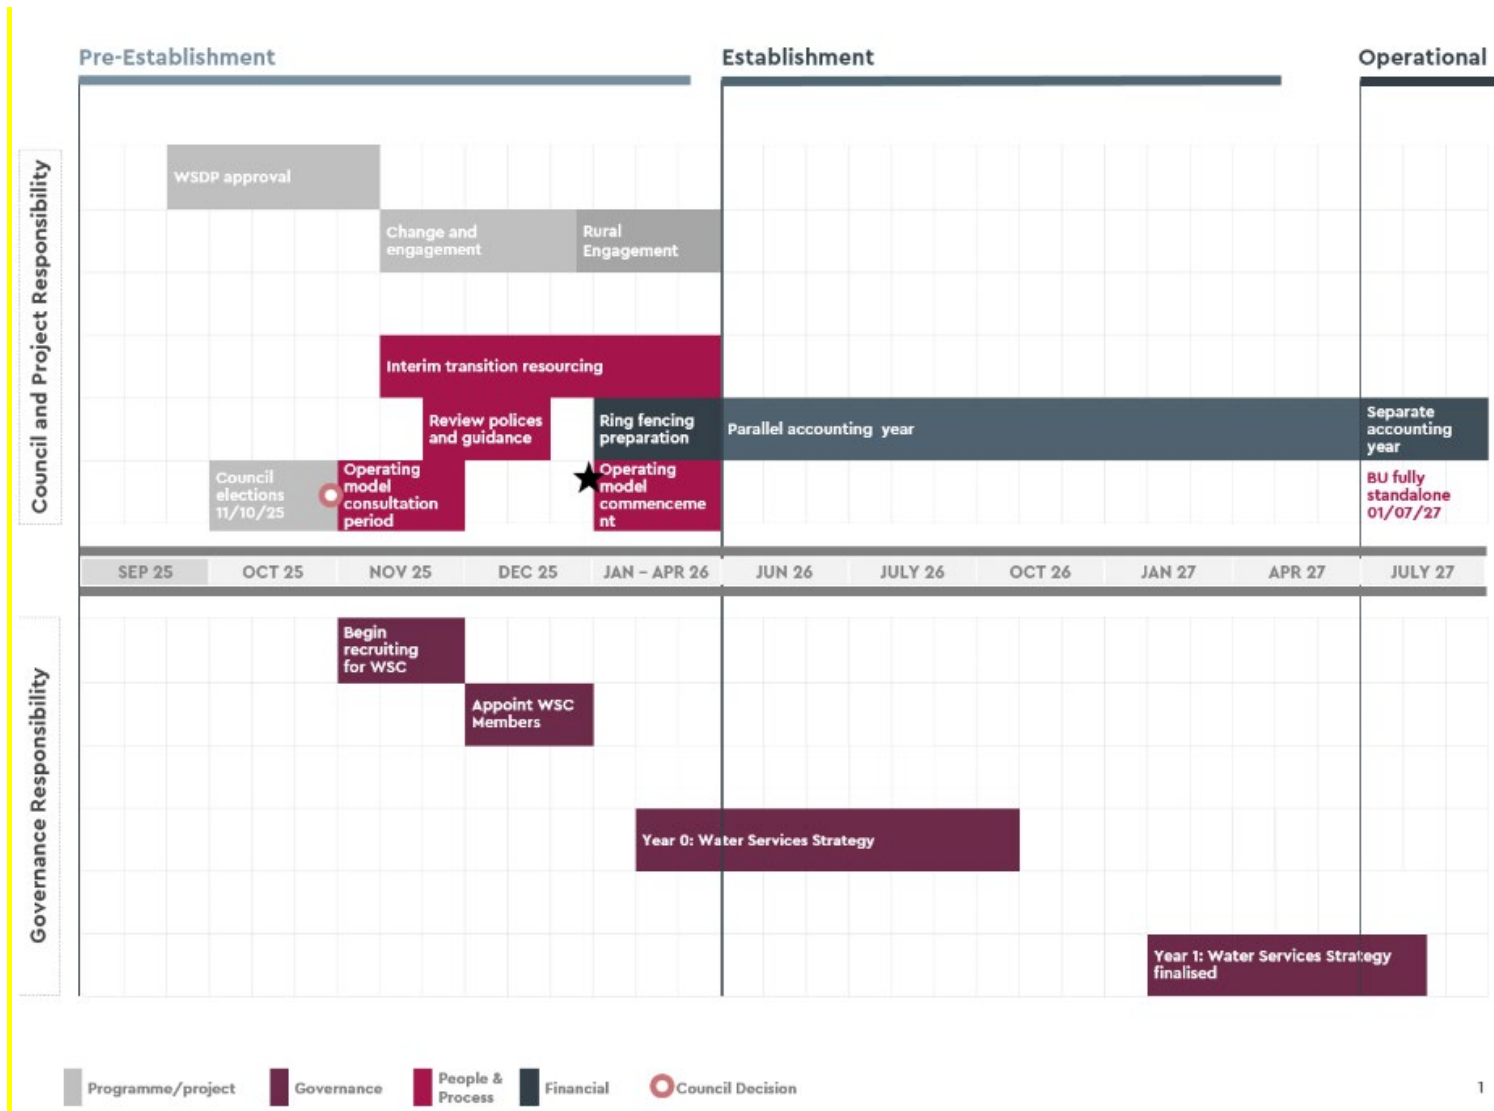 Pre-Establishment
Establishment
Operational
Council and Project Responsibility
WSDP approval
Change and
engagement
Rural
Engagement
Interim transition resourcing
Review polices
and guidance
Ring fencing
preparation
Parallel accounting year
Separate
accounting
year
Council
elections
11/10/25
Operating
model
consultation
period
Operating
model
commenceme
nt
BU fully
standalone
01/07/27
SEP 25
OCT 25
NOV 25
DEC 25
JAN – APR 26
JUN 26
JULY 26
OCT 26
JAN 27
APR 27
JULY 27
Governance Responsibility
Begin
recruiting
for WSC
Appoint WSC
Members
Year 0: Water Services Strategy
Year 1: Water Services Strategy
finalised
Programme/project
Governance
People &
Process
Financial
Council Decision
1